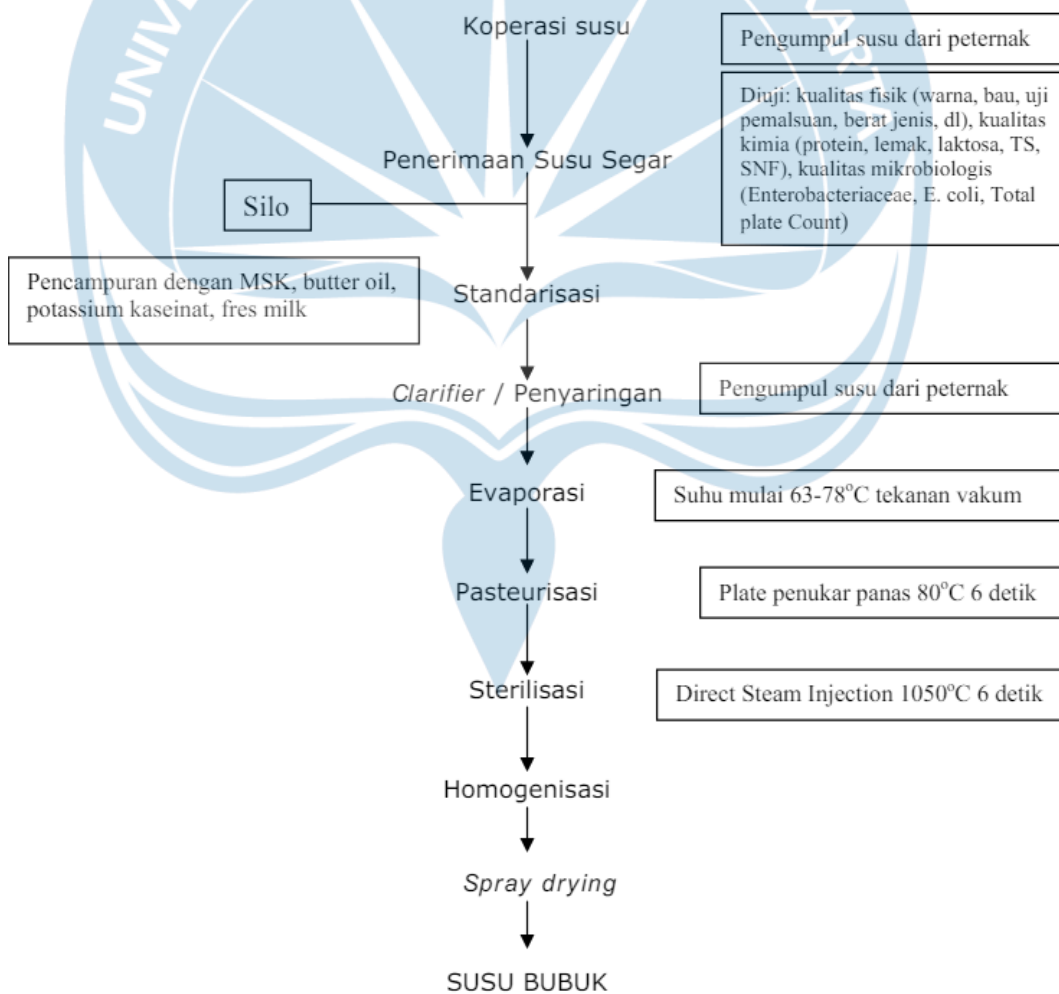 UNIVE
KARTA
Koperasi susu
Pengumpul susu dari peternak
Diuji: kualitas fisik (warna, bau, uji
pemalsuan, berat jenis, dl), kualitas
kimia (protein, lemak, laktosa, TS,
SNF), kualitas mikrobiologis
(Enterobacteriaceae, E. coli, Total
plate Count)
Penerimaan Susu Segar
Silo
Pencampuran dengan MSK, butter oil,
potassium kaseinat, fres milk
Standarisasi
Clarifier / Penyaringan
Pengumpul susu dari peternak
Evaporasi
Suhu mulai 63-78°C tekanan vakum
Pasteurisasi
Plate penukar panas 80°C 6 detik
Sterilisasi
Direct Steam Injection 1050°C 6 detik
Homogenisasi
Spray drying
SUSU BUBUK